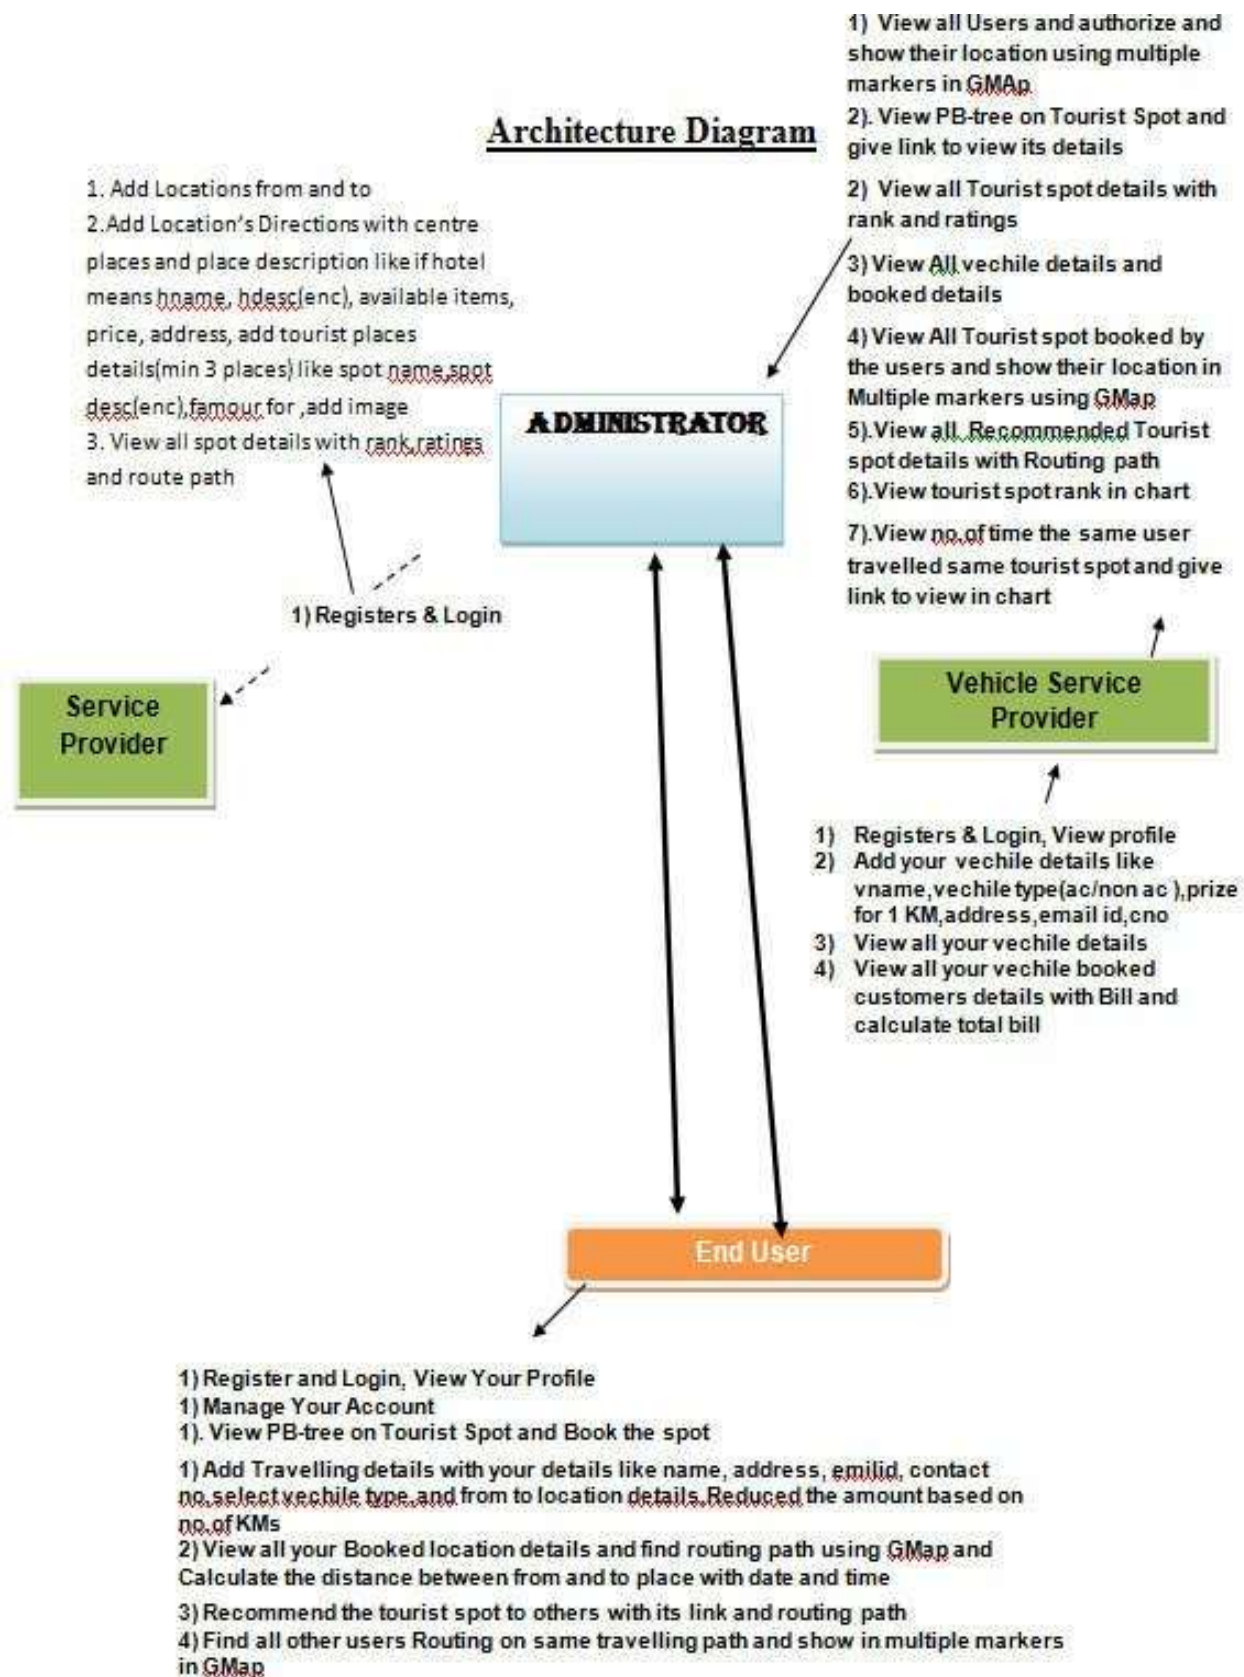 Architecture Diagram
1. Add Locations from and to
2.Add Location's Directions with centre
places and place description like if hotel
means hname, hdesc(enc), available items,
price, address, add tourist places
details(min 3 places) like spot name,spot
desc(enc),famour for ,add image
3. View all spot details with rank,ratings
and route path
1) View all Users and authorize and
show their location using multiple
markers in GMAp
2). View PB-tree on Tourist Spot and
give link to view its details
2) View all Tourist spot details with
rank and ratings
3) View All vechile details and
booked details
4) View All Tourist spot booked by
the users and show their location in
Multiple markers using GMap
5).View all Recommended Tourist
spot details with Routing path
6).View tourist spot rank in chart
7).View no.of time the same user
travelled same tourist spot and give
link to view in chart
ADMINISTRATOR
1) Registers & Login
Service
Provider
Vehicle Service
Provider
1) Registers & Login, View profile
2) Add your vechile details like
vname,vechile type(ac/non ac ),prize
for 1 KM,address,email id,cno
3) View all your vechile details
4) View all your vechile booked
customers details with Bill and
calculate total bill
End User
1) Register and Login, View Your Profile
1) Manage Your Account
1). View PB-tree on Tourist Spot and Book the spot
1) Add Travelling details with your details like name, address, emilid, contact
no,select vechile type,and from to location details,Reduced the amount based on
no.of KMs
2) View all your Booked location details and find routing path using GMap and
Calculate the distance between from and to place with date and time
3) Recommend the tourist spot to others with its link and routing path
4) Find all other users Routing on same travelling path and show in multiple markers
in GMap